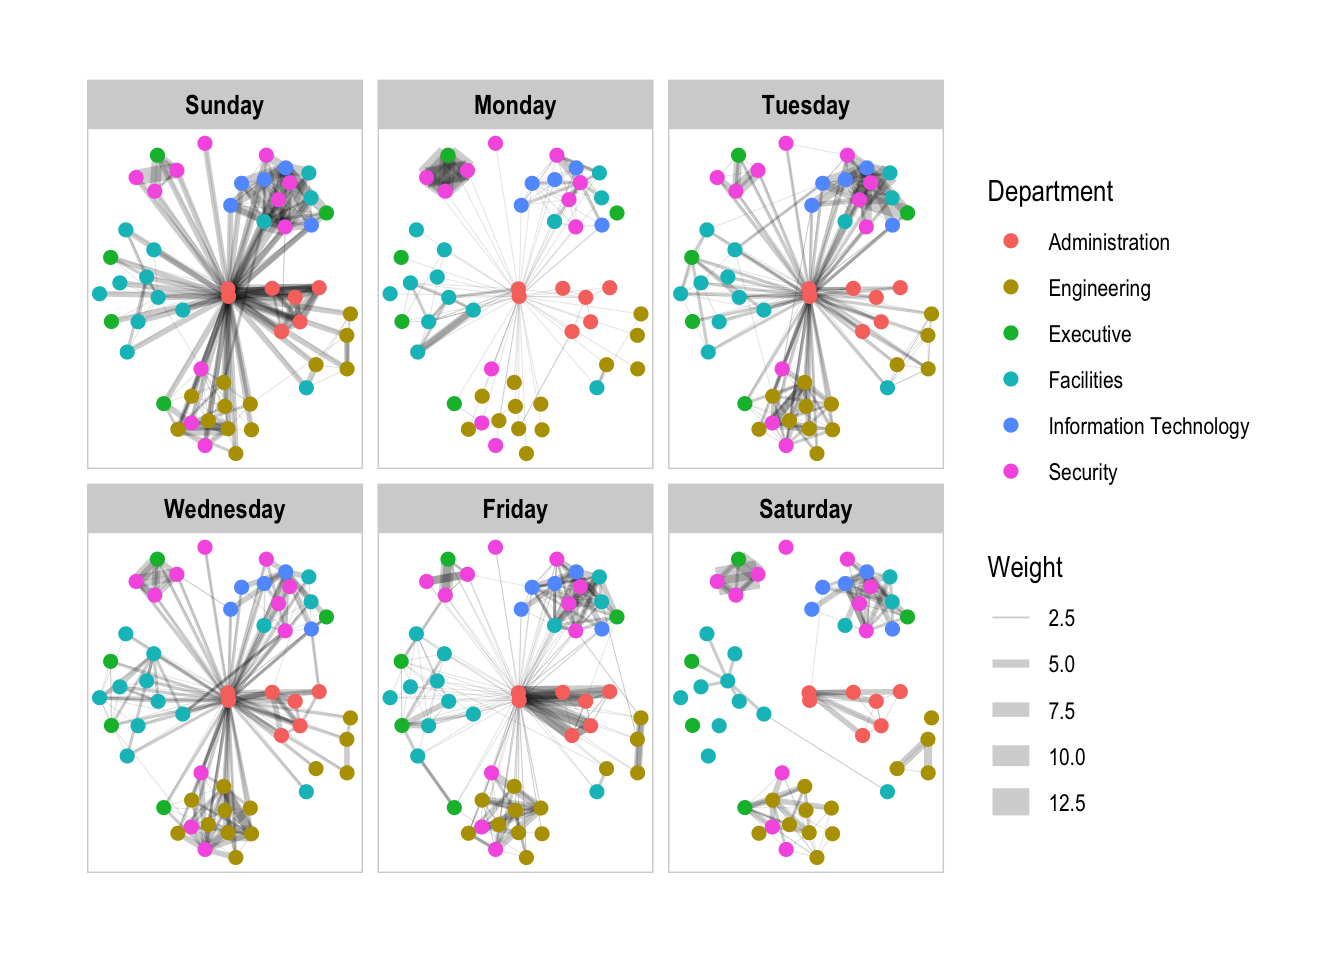 Sunday
Monday
Tuesday
Wednesday
Friday
Saturday
Department
Administration
Engineering
Executive
Facilities
Information Technology
Security
Weight
2.5
5.0
7.5
10.0
12.5